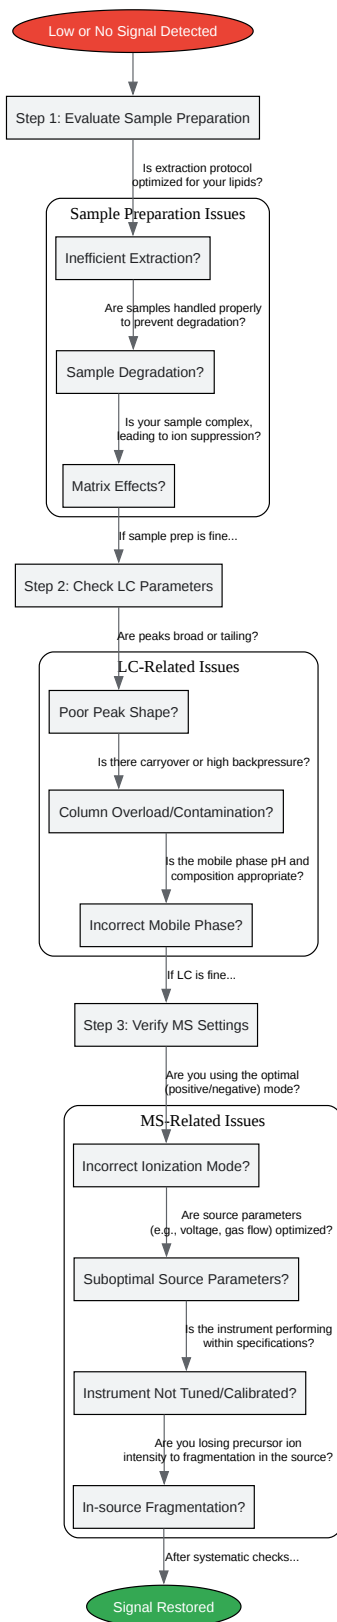 Low or No Signal Detected
Step 1: Evaluate Sample Preparation
Is extraction protocol
optimized for your lipids?
Sample Preparation Issues
Inefficient Extraction?
Are samples handled properly
to prevent degradation?
Sample Degradation?
Is your sample complex,
leading to ion suppression?
Matrix Effects?
If sample prep is fine...
Step 2: Check LC Parameters
Are peaks broad or tailing?
LC-Related Issues
Poor Peak Shape?
Is there carryover or high backpressure?
Column Overload/Contamination?
Is the mobile phase pH and
composition appropriate?
Incorrect Mobile Phase?
If LC is fine...
Step 3: Verify MS Settings
Are you using the optimal
(positive/negative) mode?
MS-Related Issues
Incorrect Ionization Mode?
Are source parameters
(e.g., voltage, gas flow) optimized?
Suboptimal Source Parameters?
Is the instrument performing
within specifications?
Instrument Not Tuned/Calibrated?
Are you losing precursor ion
intensity to fragmentation in the source?
In-source Fragmentation?
After systematic checks...
Signal Restored